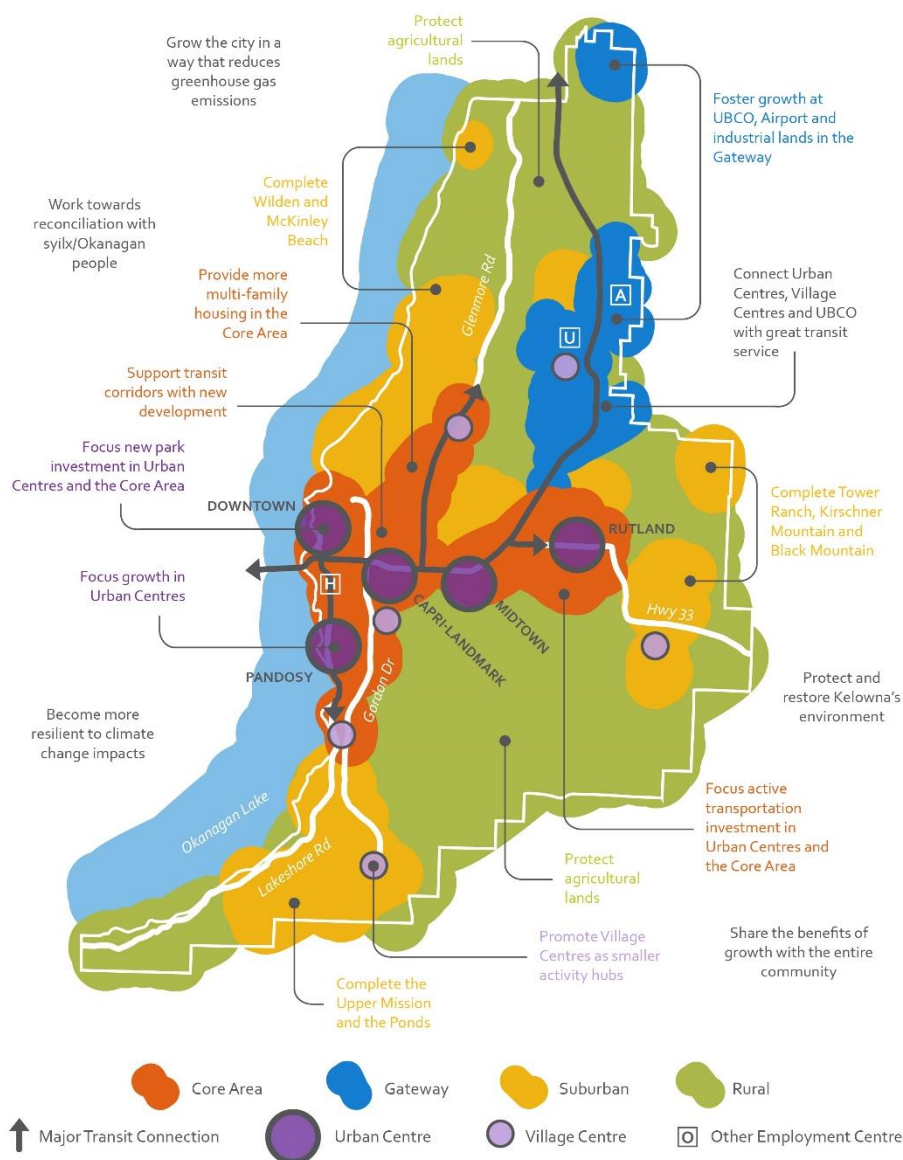 Grow the city in a
way that reduces
greenhouse gas
emissions
Protect
agricultural
lands
Foster growth at
UBCO, Airport and
industrial lands in the
Gateway
Complete
Wilden and
McKinley
Beach
Work towards
reconciliation with
syilx/Okanagan
people
Provide more
multi-family
housing in the
Core Area
Glenmore Rd
A
U
Connect Urban
Centres, Village
Centres and UBCO
with great transit
service
Support transit
corridors with new
development
Focus new park
investment in Urban
Centres and the Core Area
DOWNTOWN
RUTLAND
Complete Tower
Ranch, Kirschner
Mountain and
Black Mountain
Focus growth in
Urban Centres
H
CAPRI-LANDMARK
MIDTOWN
Hwy 33
PANDOSY
Gordon Dr
Protect and
restore Kelowna's
environment
Become more
resilient to climate
change impacts
Okanagan Lake
Lakeshore Rd
Focus active
transportation
investment in
Urban Centres and
the Core Area
Protect
agricultural
lands
Promote Village
Centres as smaller
activity hubs
Share the benefits of
growth with the entire
community
Complete the
Upper Mission
and the Ponds
Core Area
Gateway
Suburban
Rural
Major Transit Connection
Urban Centre
Village Centre
O
Other Employment Centre